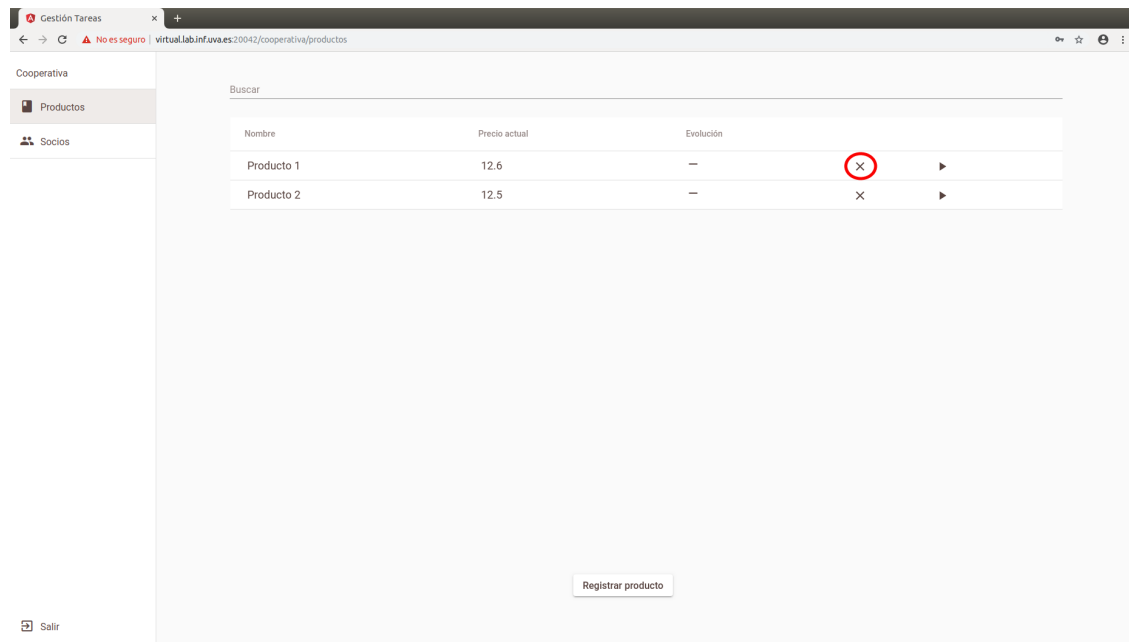 Gestión Tareas
No es seguro | virtual.lab.inf.uva.es:20042/cooperativa/productos
Cooperativa
Productos
Socios
Buscar
Nombre Precio actual Evolución
Producto 1 12.6 —
Producto 2 12.5 —
Registrar producto
Salir